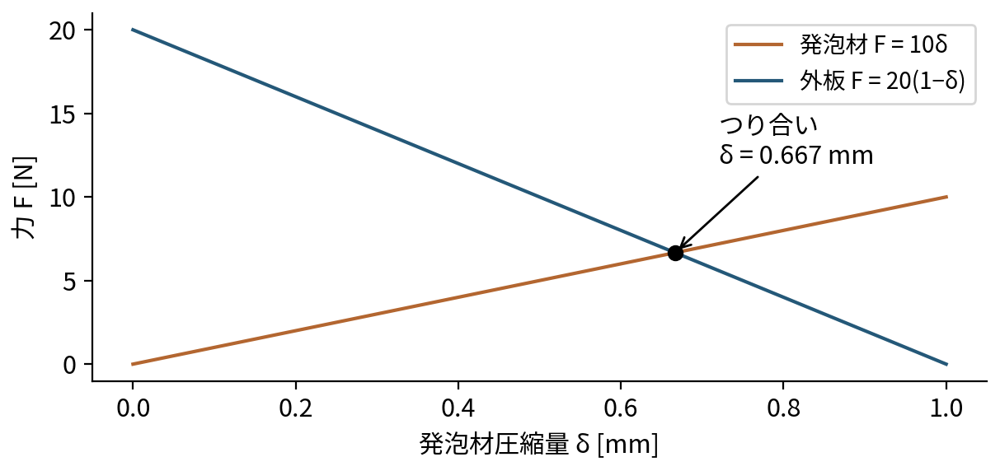 20
15
10
5
0
力 F [N]
発泡材 F = 10δ
外板 F = 20(1−δ)
つり合い
δ = 0.667 mm
0.0
0.2
0.4
0.6
0.8
1.0
発泡材圧縮量 δ [mm]